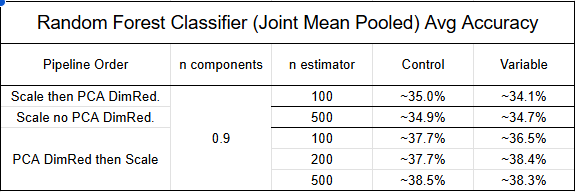 Random Forest Classifier (Joint Mean Pooled) Avg Accuracy
Pipeline Order n components n estimator Control Variable
Scale then PCA DimRed. 100 ~35.0% ~34.1%
Scale no PCA DimRed. 500 ~34.9% ~34.7%
0.9 100 ~37.7% ~36.5%
PCA DimRed then Scale 200 ~37.7% ~38.4%
500 ~38.5% ~38.3%